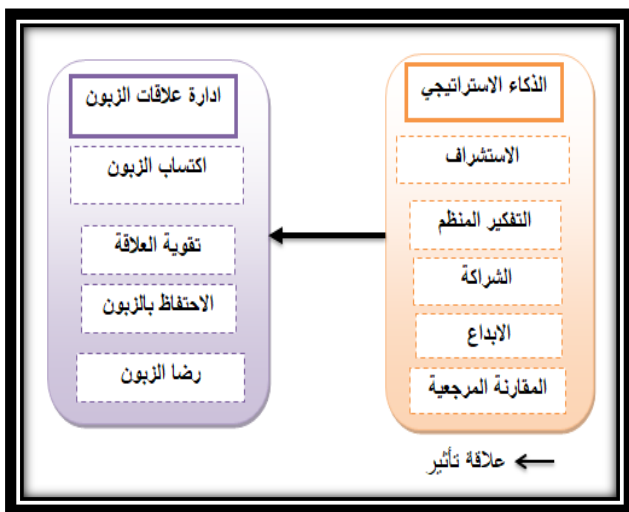 الذكاء الاستراتيجي
الاستشراف
التفكير المنظم
الشراكة
الابداع
المقارنة المرجعية
ادارة علاقات الزبون
اكتساب الزبون
تقوية العلاقة
الاحتفاظ بالزبون
رضا الزبون
علاقة تأثير